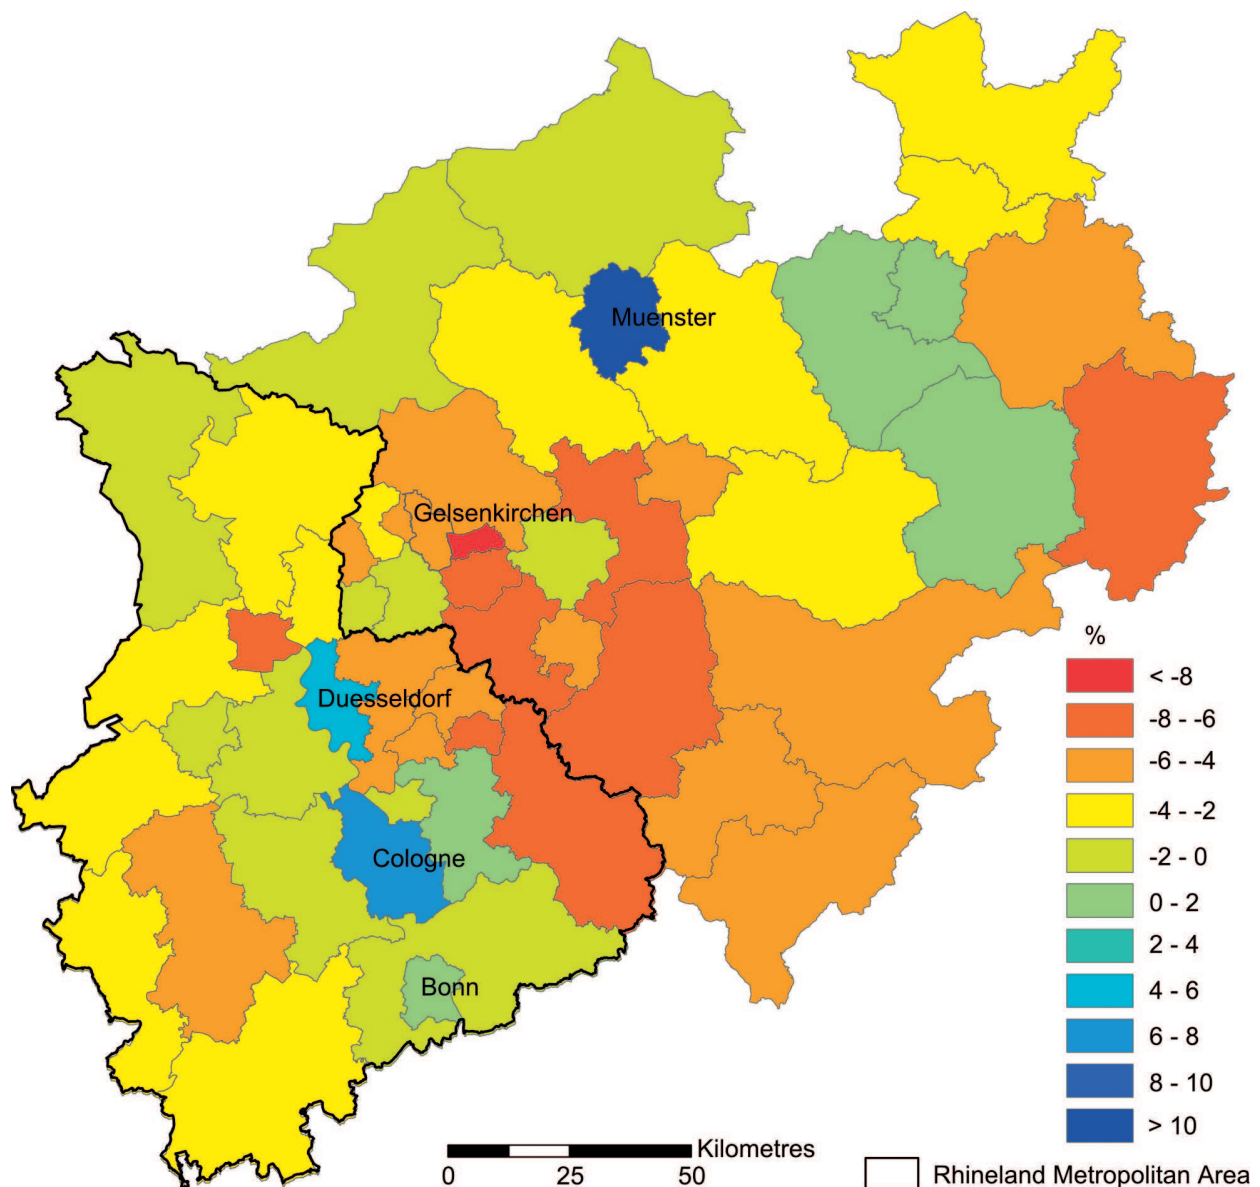 Muenster
Gelsenkirchen
Duesseldorf
Cologne
Bonn
%
< -8
-8 - -6
-6 - -4
-4 - -2
-2 - 0
0 - 2
2 - 4
4 - 6
6 - 8
8 - 10
> 10
Kilometres
0 25 50
Rhineland Metropolitan Area